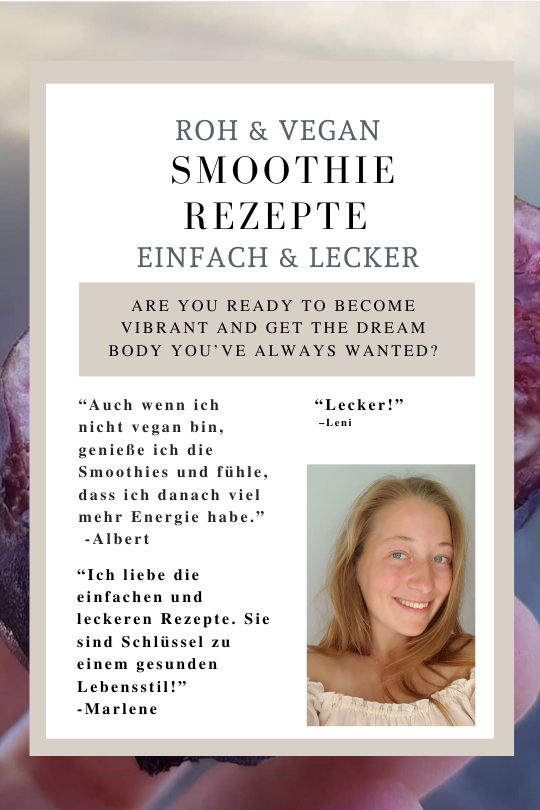 ROH & VEGAN
SMOOTHIE
REZEPTE
EINFACH & LECKER
ARE YOU READY TO BECOME
VIBRANT AND GET THE DREAM
BODY YOU’VE ALWAYS WANTED?
“Auch wenn ich
nicht vegan bin,
genieße ich die
Smoothies und fühle,
dass ich danach viel
mehr Energie habe.”
-Albert
“Ich liebe die
einfachen und
leckeren Rezepte. Sie
sind Schlüssel zu
einem gesunden
Lebensstil!”
-Marlene
“Lecker!”
–Leni